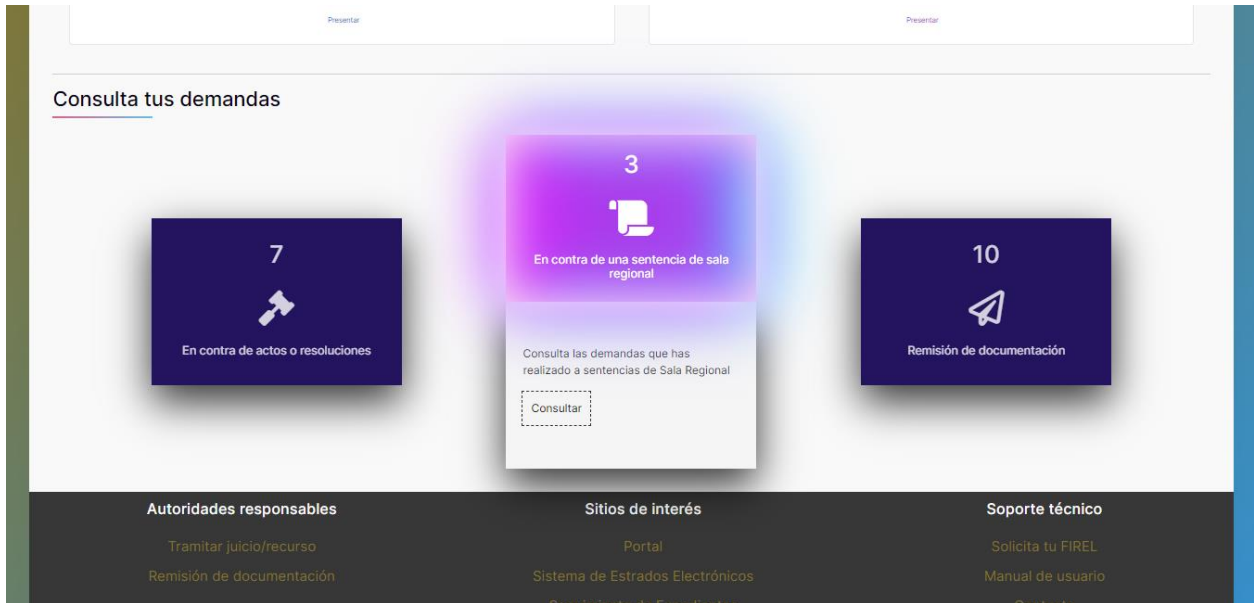 Presentar
Presentar
Consulta tus demandas
7
En contra de actos o resoluciones
3
En contra de una sentencia de sala
regional
Consulta las demandas que has
realizado a sentencias de Sala Regional
Consultar
10
Remisión de documentación
Autoridades responsables
Tramitar juicio/recurso
Remisión de documentación
Sitios de interés
Portal
Sistema de Estrados Electrónicos
Soporte técnico
Solicita tu FIREL
Manual de usuario